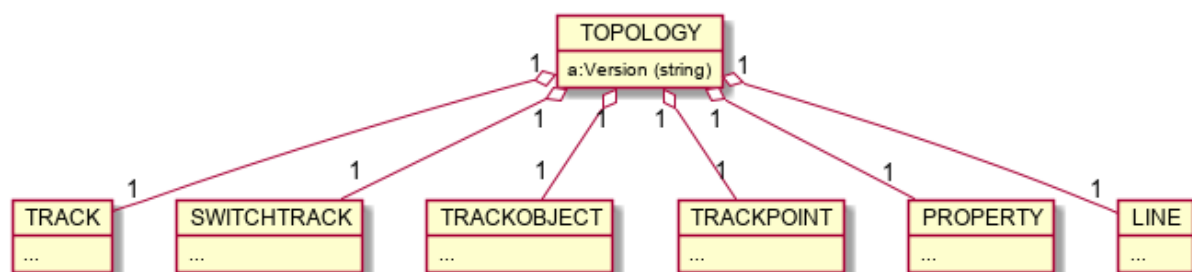 TOPOLOGY
a:Version (string)
1 1
1 1 1 1
1 1 1 1
1 1
TRACK SWITCHTRACK TRACKOBJECT TRACKPOINT PROPERTY LINE
... ... ... ... ... ...